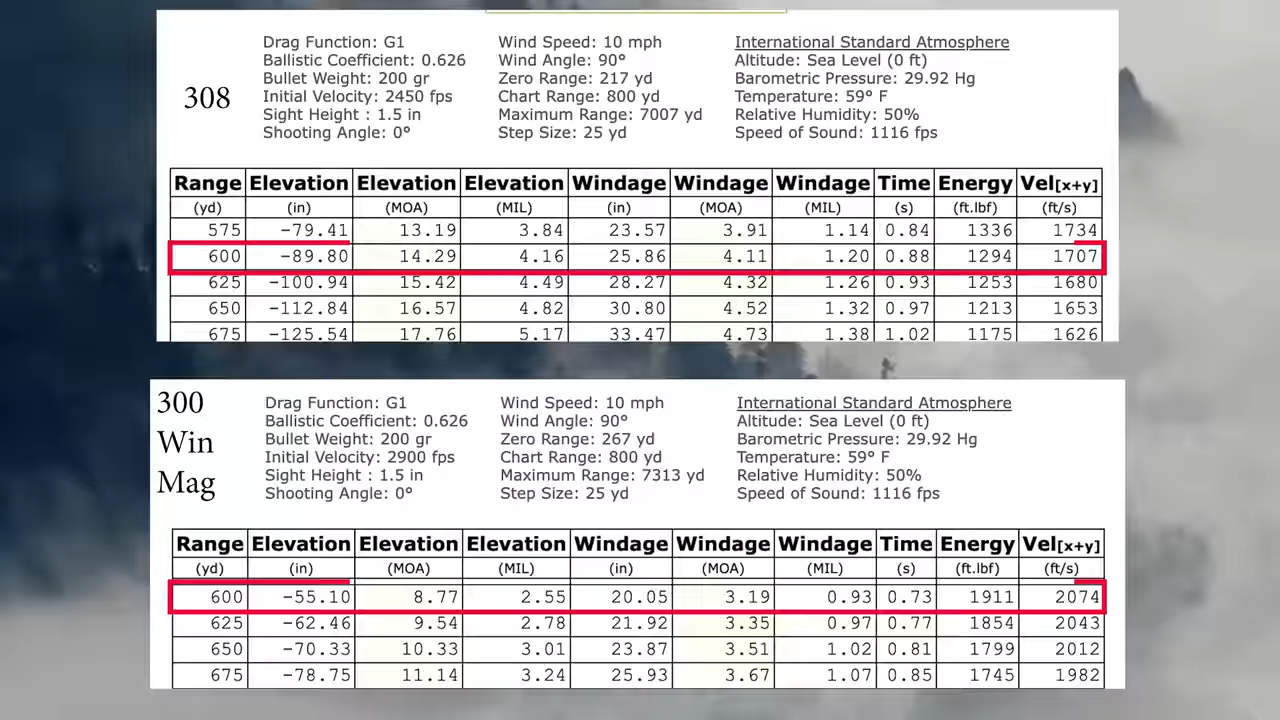 308
Drag Function: G1 Wind Speed: 10 mph International Standard Atmosphere
Ballistic Coefficient: 0.626 Wind Angle: 90° Altitude: Sea Level (0 ft)
Bullet Weight: 200 gr Zero Range: 217 yd Barometric Pressure: 29.92 Hg
Initial Velocity: 2450 fps Chart Range: 800 yd Temperature: 59° F
Sight Height : 1.5 in Maximum Range: 7007 yd Relative Humidity: 50%
Shooting Angle: 0° Step Size: 25 yd Speed of Sound: 1116 fps
Range Elevation Elevation Elevation Windage Windage Windage Time Energy Vel[x+y]
(yd) (in) (MOA) (MIL) (in) (MOA) (MIL) (s) (ft.lbf) (ft/s)
575 -79.41 13.19 3.84 23.57 3.91 1.14 0.84 1336 1734
600 -89.80 14.29 4.16 25.86 4.11 1.20 0.88 1294 1707
625 -100.94 15.42 4.49 28.27 4.32 1.26 0.93 1253 1680
650 -112.84 16.57 4.82 30.80 4.52 1.32 0.97 1213 1653
675 -125.54 17.76 5.17 33.47 4.73 1.38 1.02 1175 1626
300
Win
Mag
Drag Function: G1 Wind Speed: 10 mph International Standard Atmosphere
Ballistic Coefficient: 0.626 Wind Angle: 90° Altitude: Sea Level (0 ft)
Bullet Weight: 200 gr Zero Range: 267 yd Barometric Pressure: 29.92 Hg
Initial Velocity: 2900 fps Chart Range: 800 yd Temperature: 59° F
Sight Height : 1.5 in Maximum Range: 7313 yd Relative Humidity: 50%
Shooting Angle: 0° Step Size: 25 yd Speed of Sound: 1116 fps
Range Elevation Elevation Elevation Windage Windage Windage Time Energy Vel[x+y]
(yd) (in) (MOA) (MIL) (in) (MOA) (MIL) (s) (ft.lbf) (ft/s)
600 -55.10 8.77 2.55 20.05 3.19 0.93 0.73 1911 2074
625 -62.46 9.54 2.78 21.92 3.35 0.97 0.77 1854 2043
650 -70.33 10.33 3.01 23.87 3.51 1.02 0.81 1799 2012
675 -78.75 11.14 3.24 25.93 3.67 1.07 0.85 1745 1982